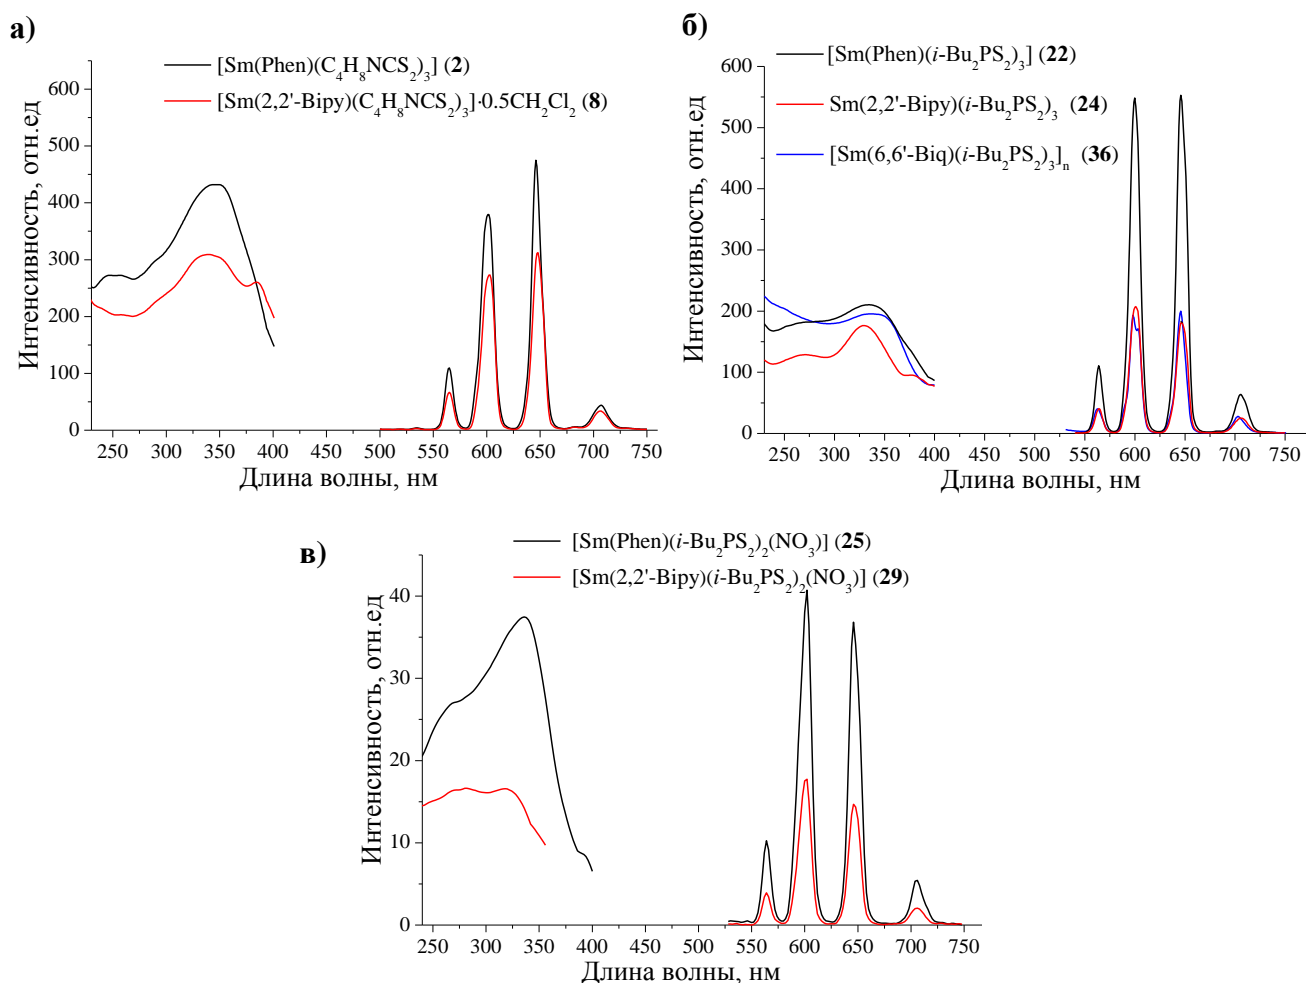 а)
[Sm(Phen)(C₄H₈NCS₂)₃] (2)
[Sm(2,2'-Bipy)(C₄H₈NCS₂)₃]·0.5CH₂Cl₂ (8)
Интенсивность, отн.ед
600
500
400
300
200
100
0
250 300 350 400 450 500 550 600 650 700 750
Длина волны, нм
б)
[Sm(Phen)(i-Bu₂PS₂)₃] (22)
Sm(2,2'-Bipy)(i-Bu₂PS₂)₃ (24)
[Sm(6,6'-Biq)(i-Bu₂PS₂)₃]ₙ (36)
Интенсивность, отн.ед
600
500
400
300
200
100
0
250 300 350 400 450 500 550 600 650 700 750
Длина волны, нм
в)
[Sm(Phen)(i-Bu₂PS₂)₂(NO₃)] (25)
[Sm(2,2'-Bipy)(i-Bu₂PS₂)₂(NO₃)] (29)
Интенсивность, отн.ед
40
30
20
10
0
250 300 350 400 450 500 550 600 650 700 750
Длина волны, нм